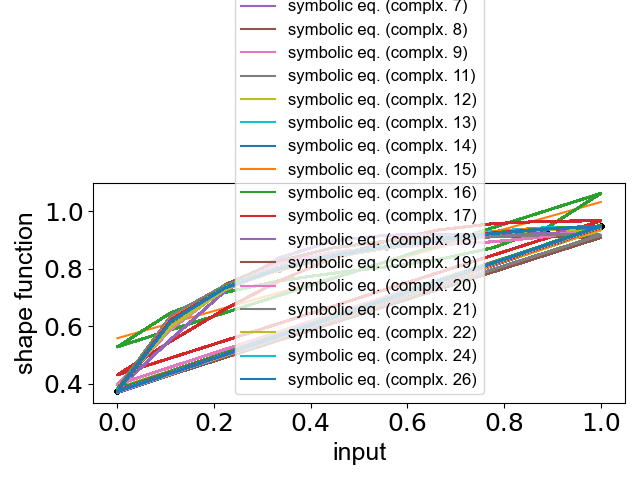 symbolic eq. (complx. 7)
symbolic eq. (complx. 8)
symbolic eq. (complx. 9)
symbolic eq. (complx. 11)
symbolic eq. (complx. 12)
symbolic eq. (complx. 13)
symbolic eq. (complx. 14)
symbolic eq. (complx. 15)
symbolic eq. (complx. 16)
symbolic eq. (complx. 17)
symbolic eq. (complx. 18)
symbolic eq. (complx. 19)
symbolic eq. (complx. 20)
symbolic eq. (complx. 21)
symbolic eq. (complx. 22)
symbolic eq. (complx. 24)
symbolic eq. (complx. 26)
shape function
1.0
0.8
0.6
0.4
0.0 0.2 0.4 0.6 0.8 1.0
input